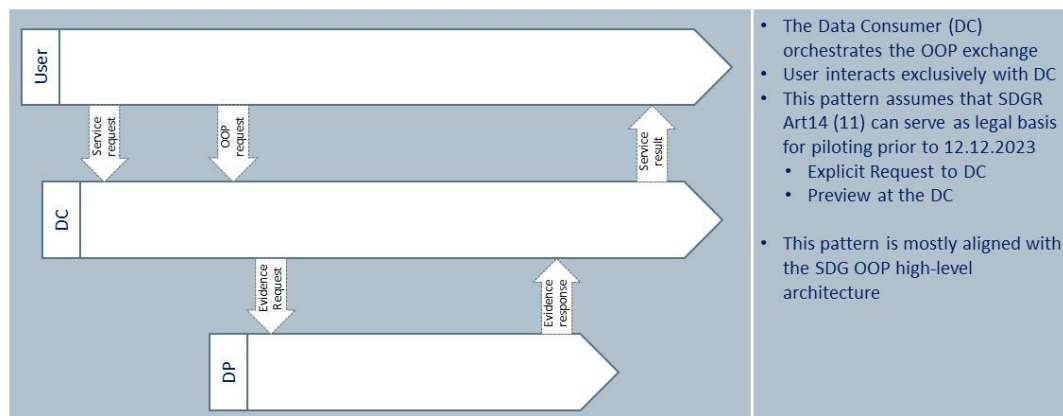 User
Service
request
OOP
request
Service
result
DC
Evidence
Request
Evidence
response
DP
• The Data Consumer (DC)
orchestrates the OOP exchange
• User interacts exclusively with DC
• This pattern assumes that SDGR
Art14 (11) can serve as legal basis
for piloting prior to 12.12.2023
• Explicit Request to DC
• Preview at the DC
• This pattern is mostly aligned with
the SDG OOP high-level
architecture